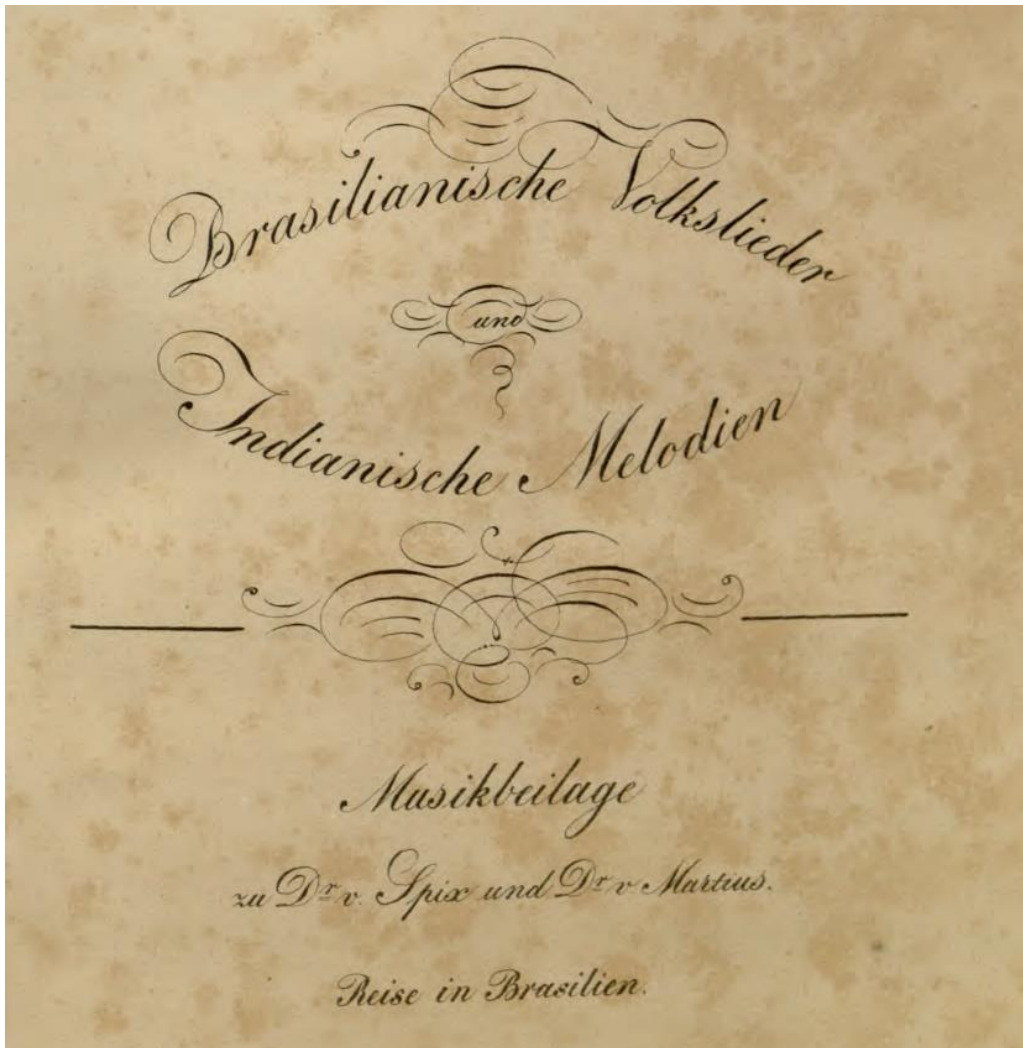 Brasilianische Volkslieder
und
Indianische Melodien
Musikbeilage
zu Dr. v. Spix und Dr. v Martius.
Reise in Brasilien.